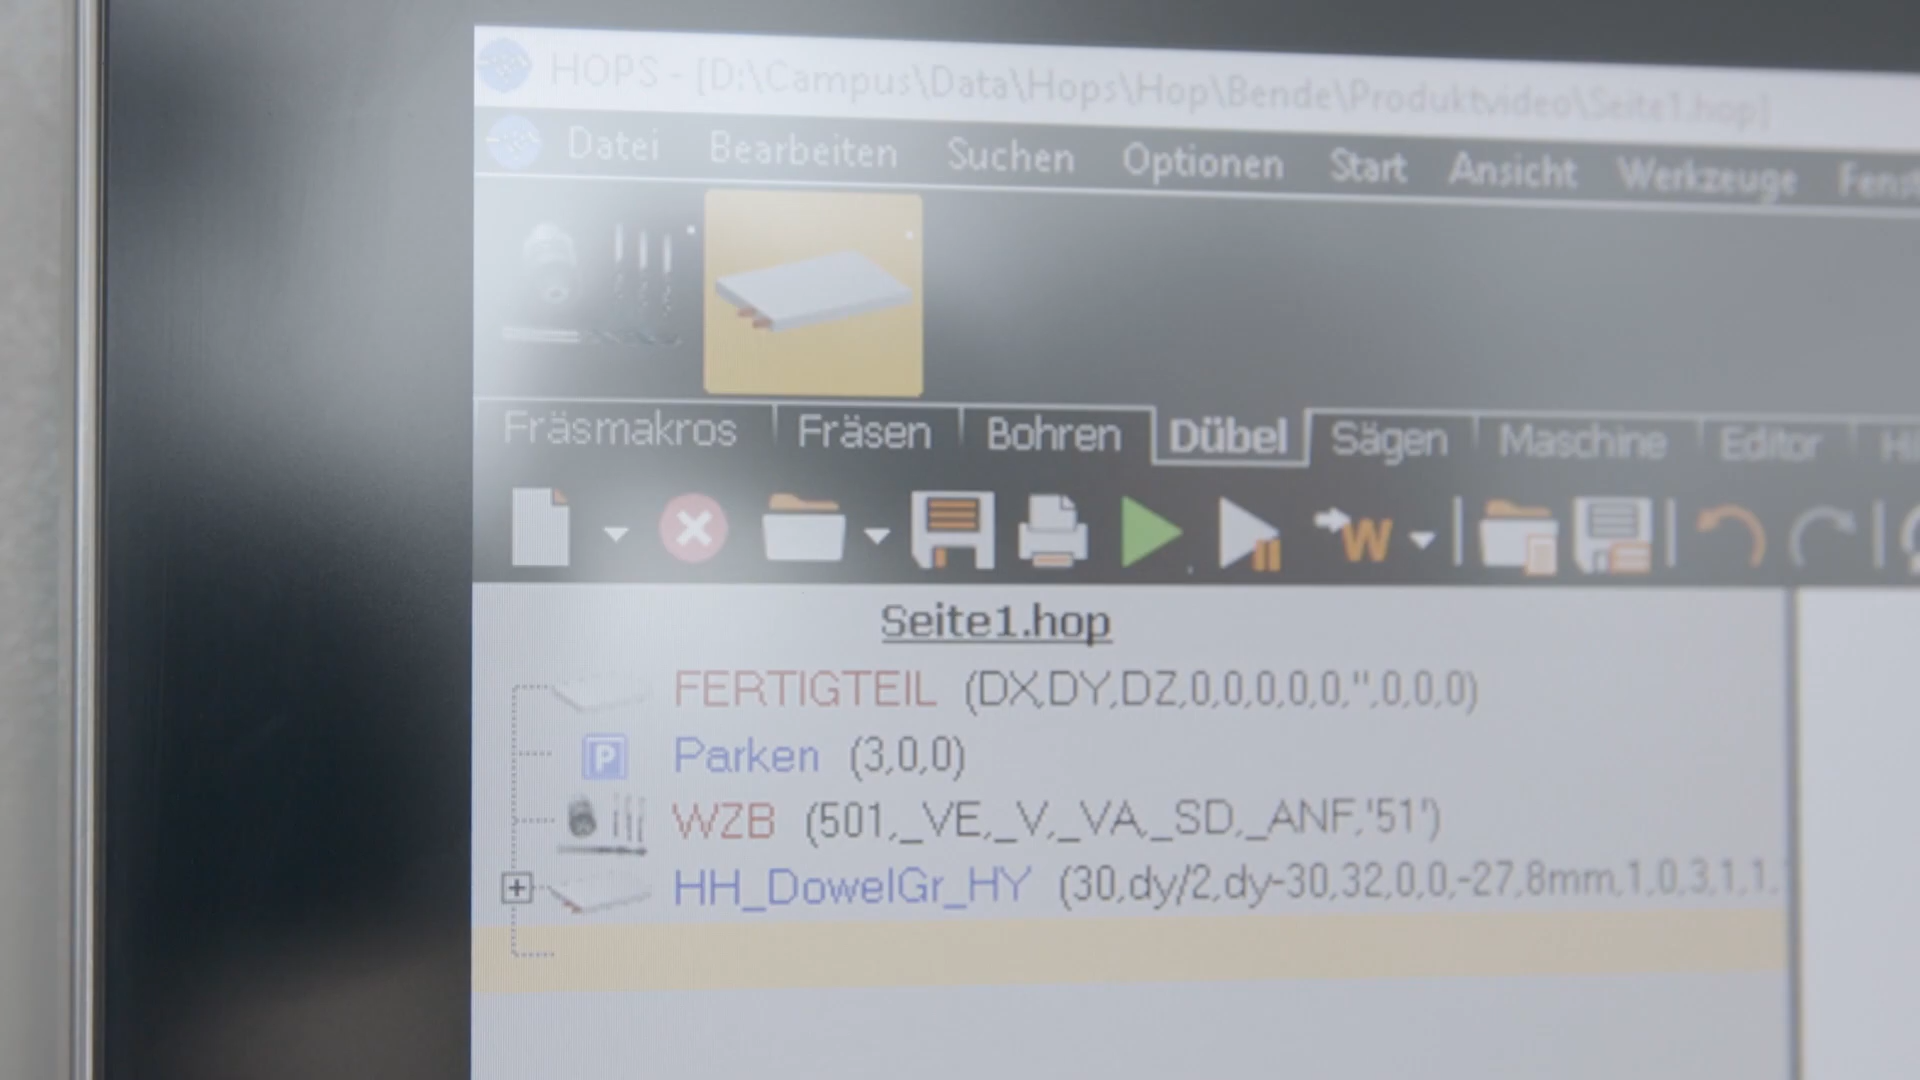 HOPS - [D:\Campus\Data\Hops\Hop\Bende\Produktvideo\Seite1.hop]
Datei Bearbeiten Suchen Optionen Start Ansicht Werkzeuge
Fräsmakros Fräsen Bohren Dübel Sägen Maschine Editor
W
Seite1.hop
FERTIGTEIL (DX,DY,DZ,0,0,0,0,0,'',0,0,0)
P Parken (3,0,0)
WZB (501,_VE,_V,_VA,_SD,_ANF,'51')
HH_DowelGr_HY (30,dy/2,dy-30,32,0,0,-27,8mm,1,0,3,1,1,